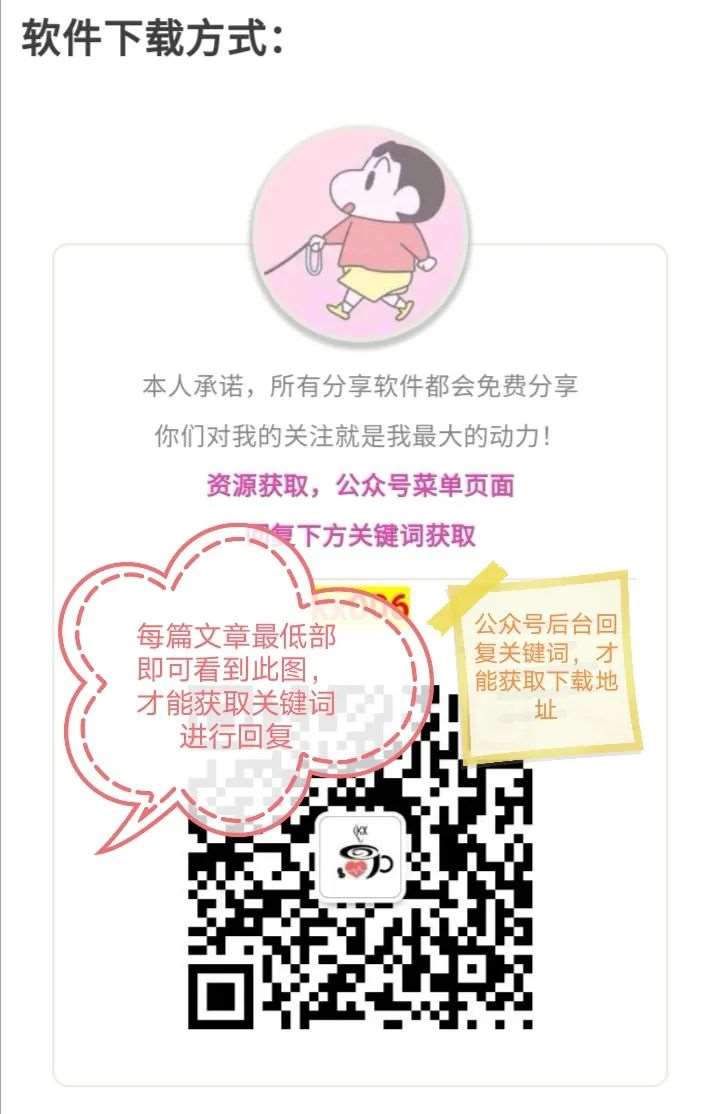 软件下载方式：
本人承诺，所有分享软件都会免费分享
你们对我的关注就是我最大的动力！
资源获取，公众号菜单页面
回复下方关键词获取
每篇文章最低部
即可看到此图，
才能获取关键词
进行回复
公众号后台回
复关键词，才
能获取下载地
址